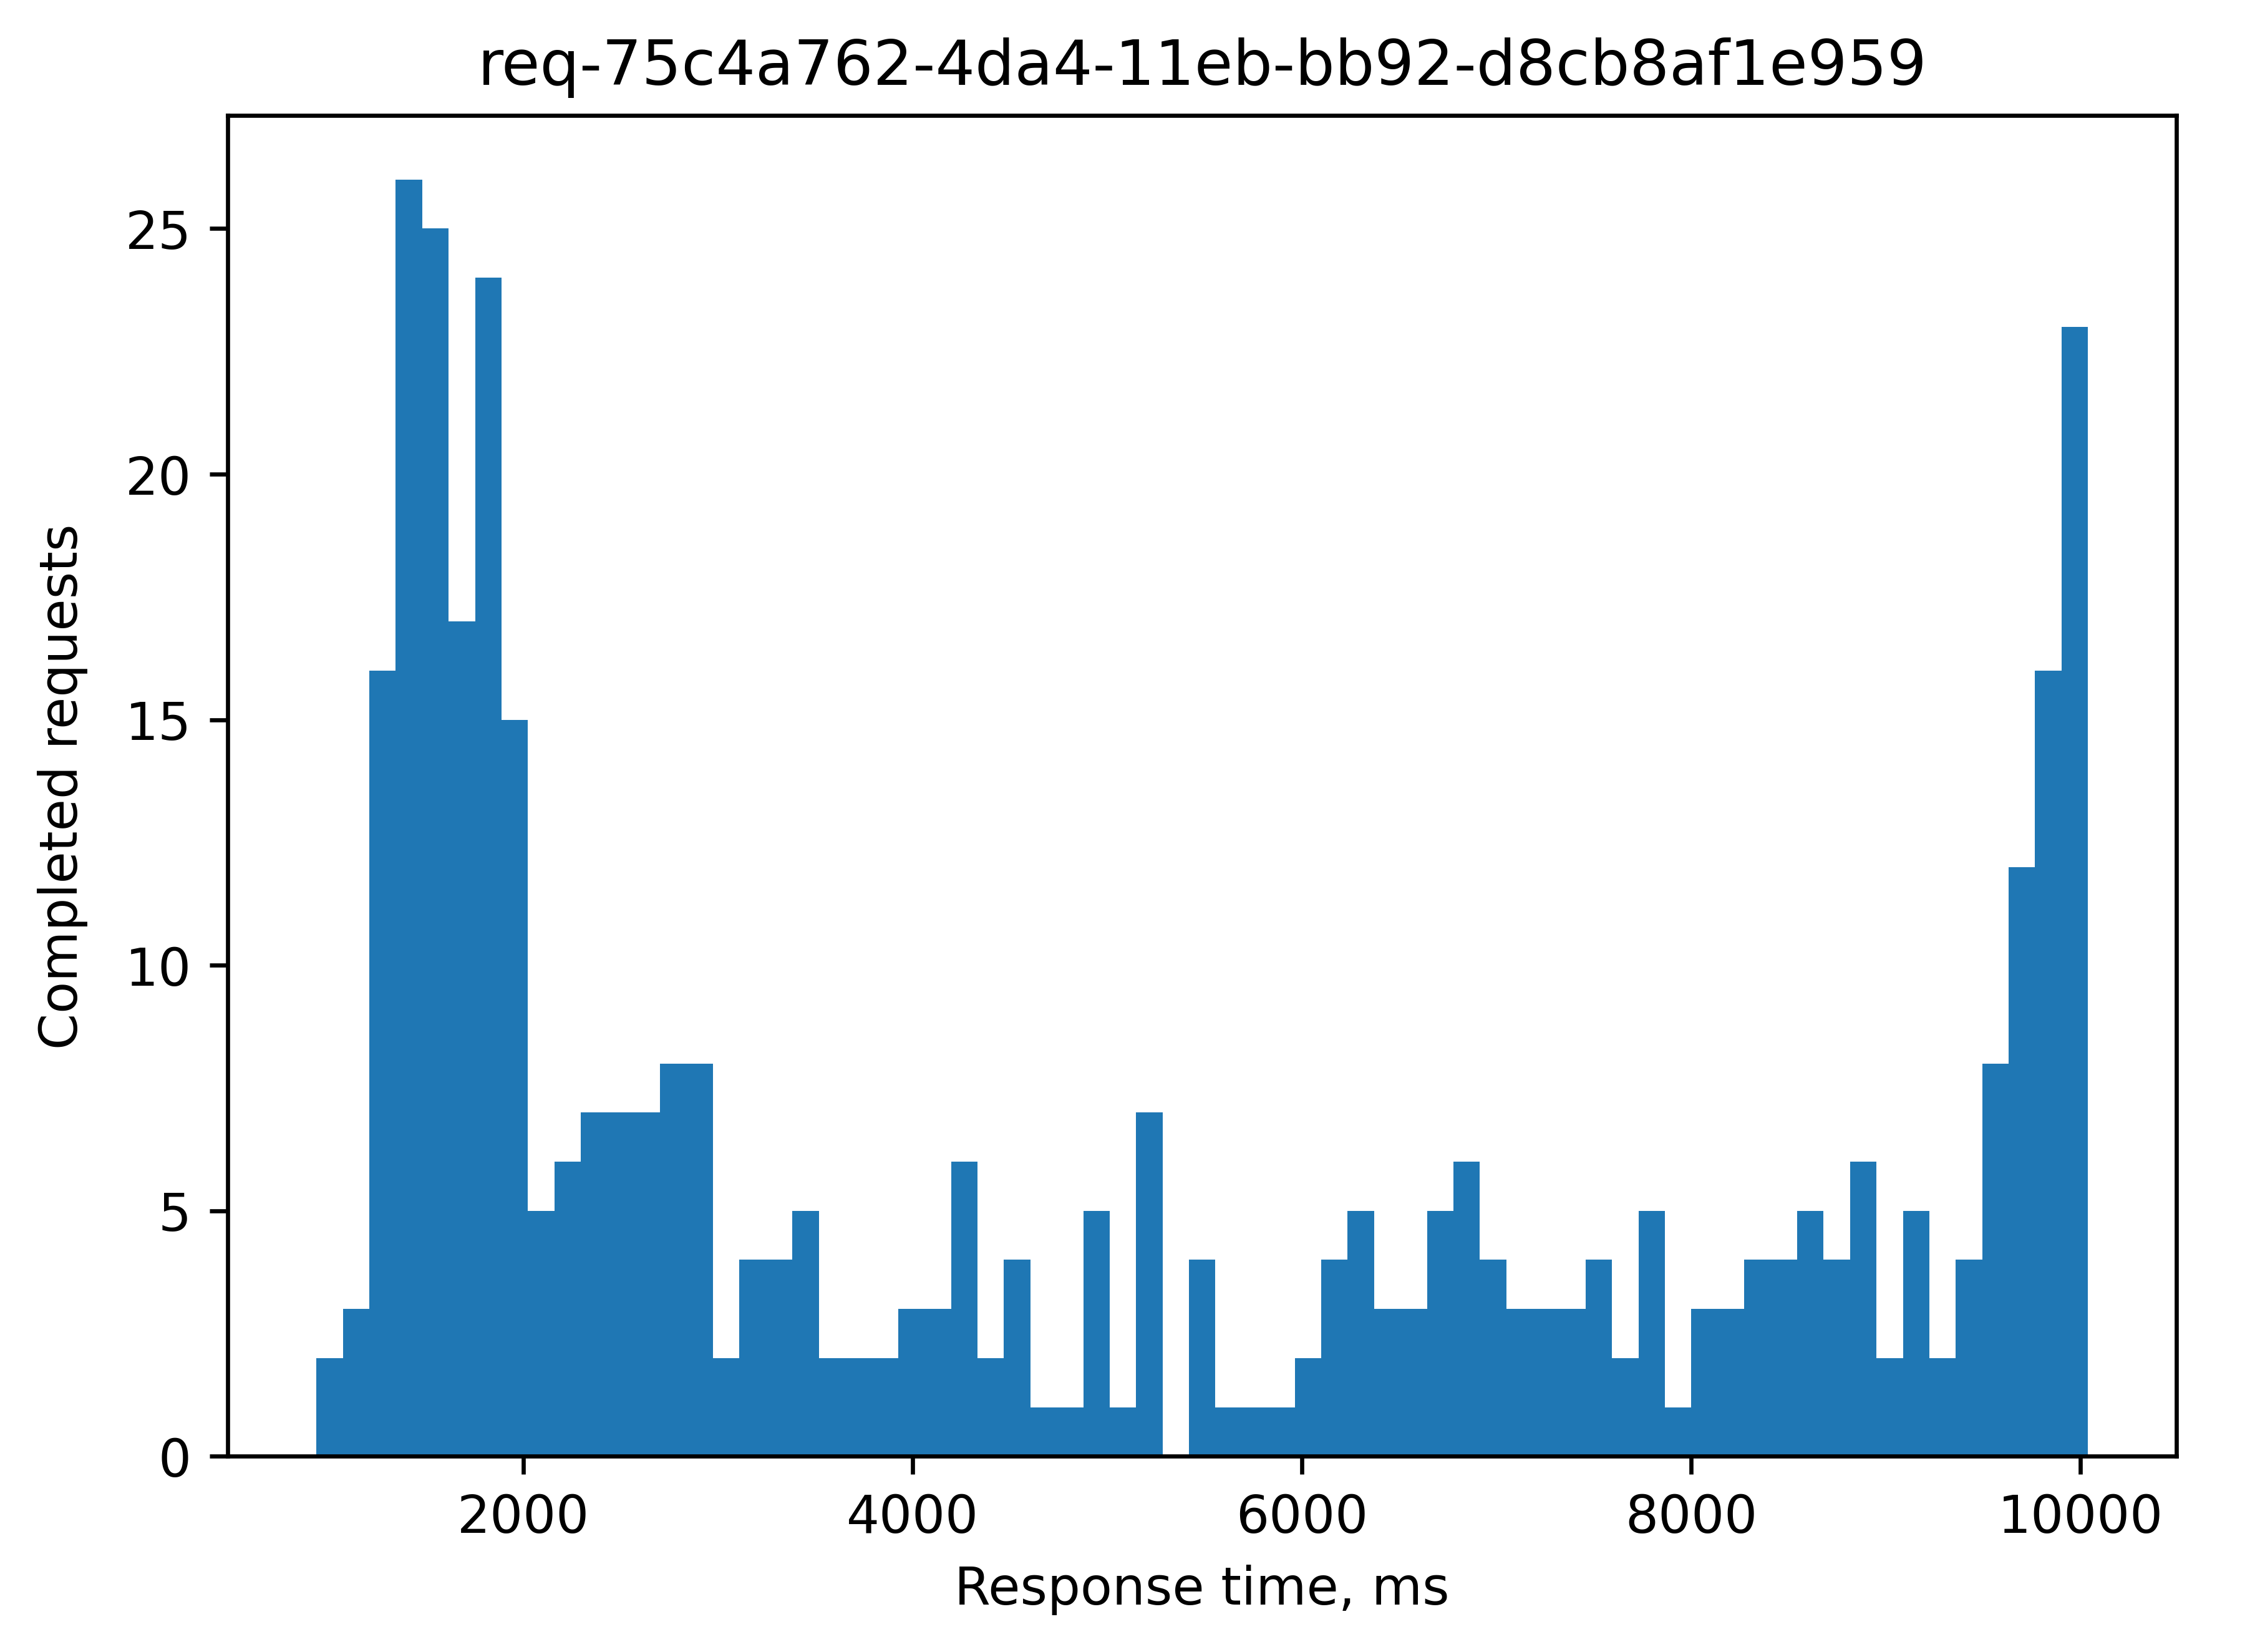 req-75c4a762-4da4-11eb-bb92-d8cb8af1e959
25
20
15
10
5
0
Completed requests
2000 4000 6000 8000 10000
Response time, ms